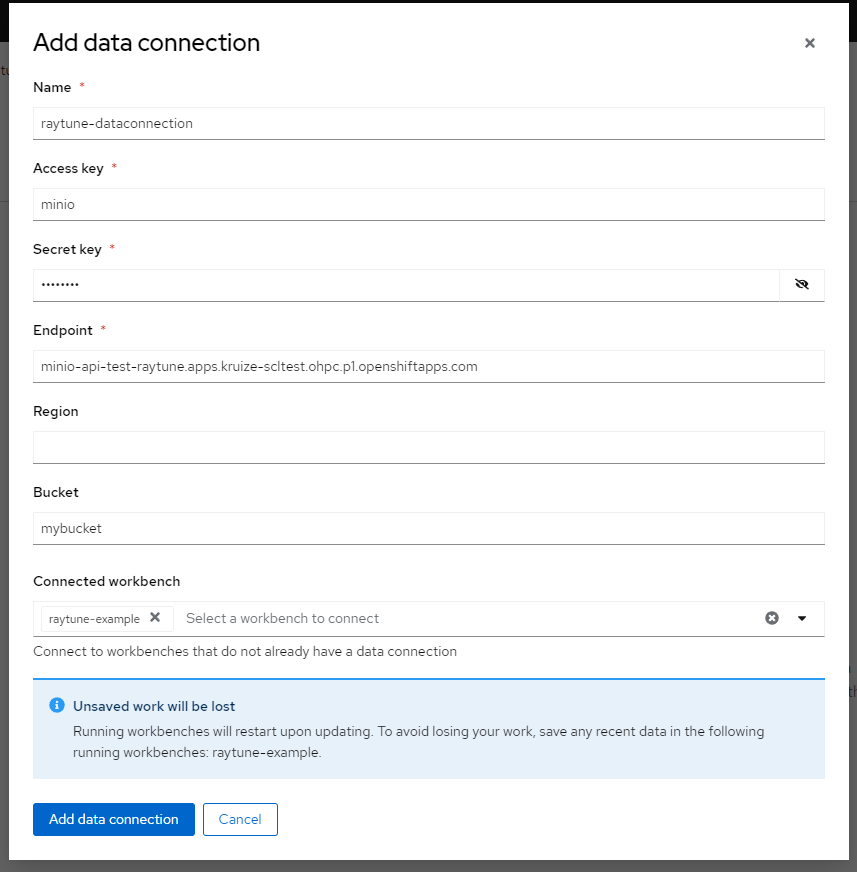 Add data connection
Name *
raytune-dataconnection
Access key *
minio
Secret key *
••••••••
Endpoint *
minio-api-test-raytune.apps.kruize-scltest.ohpc.p1.openshiftapps.com
Region
Bucket
mybucket
Connected workbench
raytune-example Select a workbench to connect
Connect to workbenches that do not already have a data connection
Unsaved work will be lost
Running workbenches will restart upon updating. To avoid losing your work, save any recent data in the following
running workbenches: raytune-example.
Add data connection Cancel